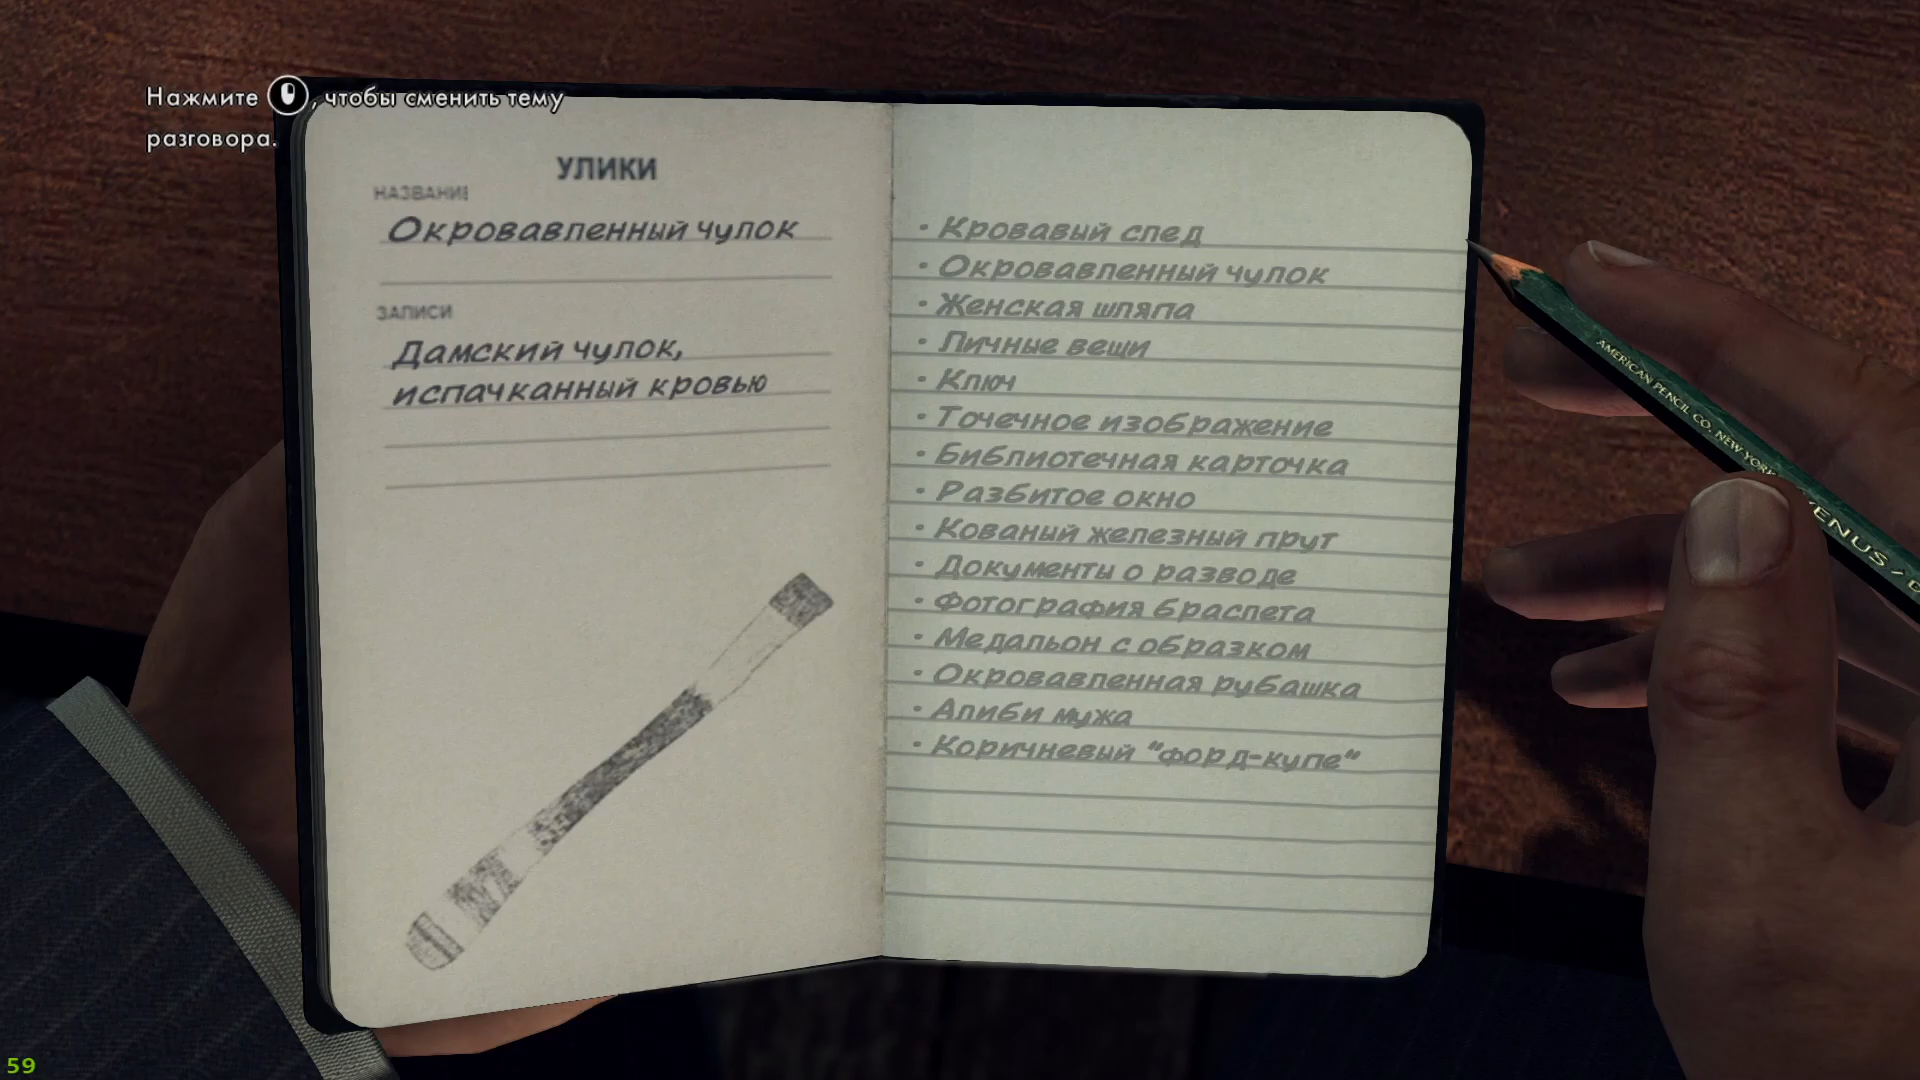 Нажмите , чтобы сменить тему
разговора.
УЛИКИ
НАЗВАНИЕ
Окровавленный чулок
ЗАПИСИ
Дамский чулок,
испачканный кровью
• Кровавый след
• Окровавленный чулок
• Женская шляпа
• Личные вещи
• Ключ
• Точечное изображение
• Библиотечная карточка
• Разбитое окно
• Кованый железный прут
• Документы о разводе
• Фотография браслета
• Медальон с образком
• Окровавленная рубашка
• Алиби мужа
• Коричневый "форд-купе"
AMERICAN PENCIL CO. NEW YORK
VENUS
59